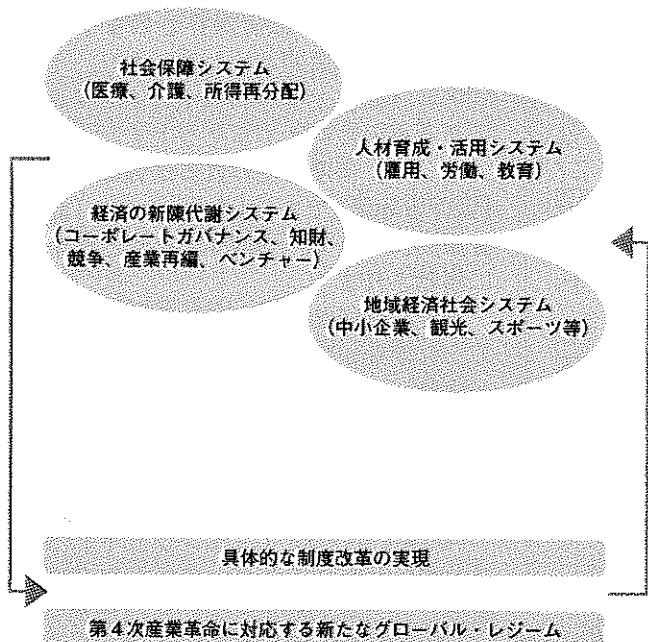 社会保障システム
(医療、介護、所得再分配)
人材育成・活用システム
(雇用、労働、教育)
経済の新陳代謝システム
(コーポレートガバナンス、知財、
競争、産業再編、ベンチャー)
地域経済社会システム
(中小企業、観光、スポーツ等)
具体的な制度改革の実現
第4次産業革命に対応する新たなグローバル・レジーム